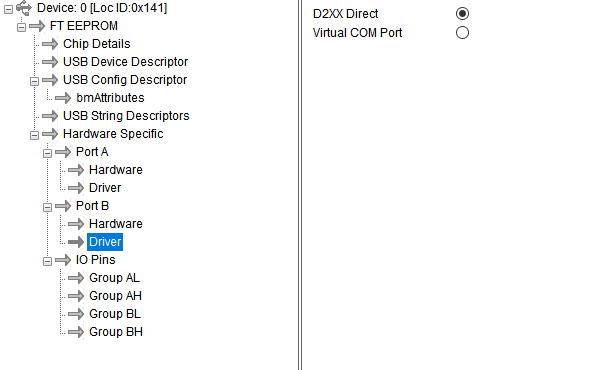 Device: 0 [Loc ID:0x141]
FT EEPROM
Chip Details
USB Device Descriptor
USB Config Descriptor
bmAttributes
USB String Descriptors
Hardware Specific
Port A
Hardware
Driver
Port B
Hardware
Driver
IO Pins
Group AL
Group AH
Group BL
Group BH
D2XX Direct
Virtual COM Port